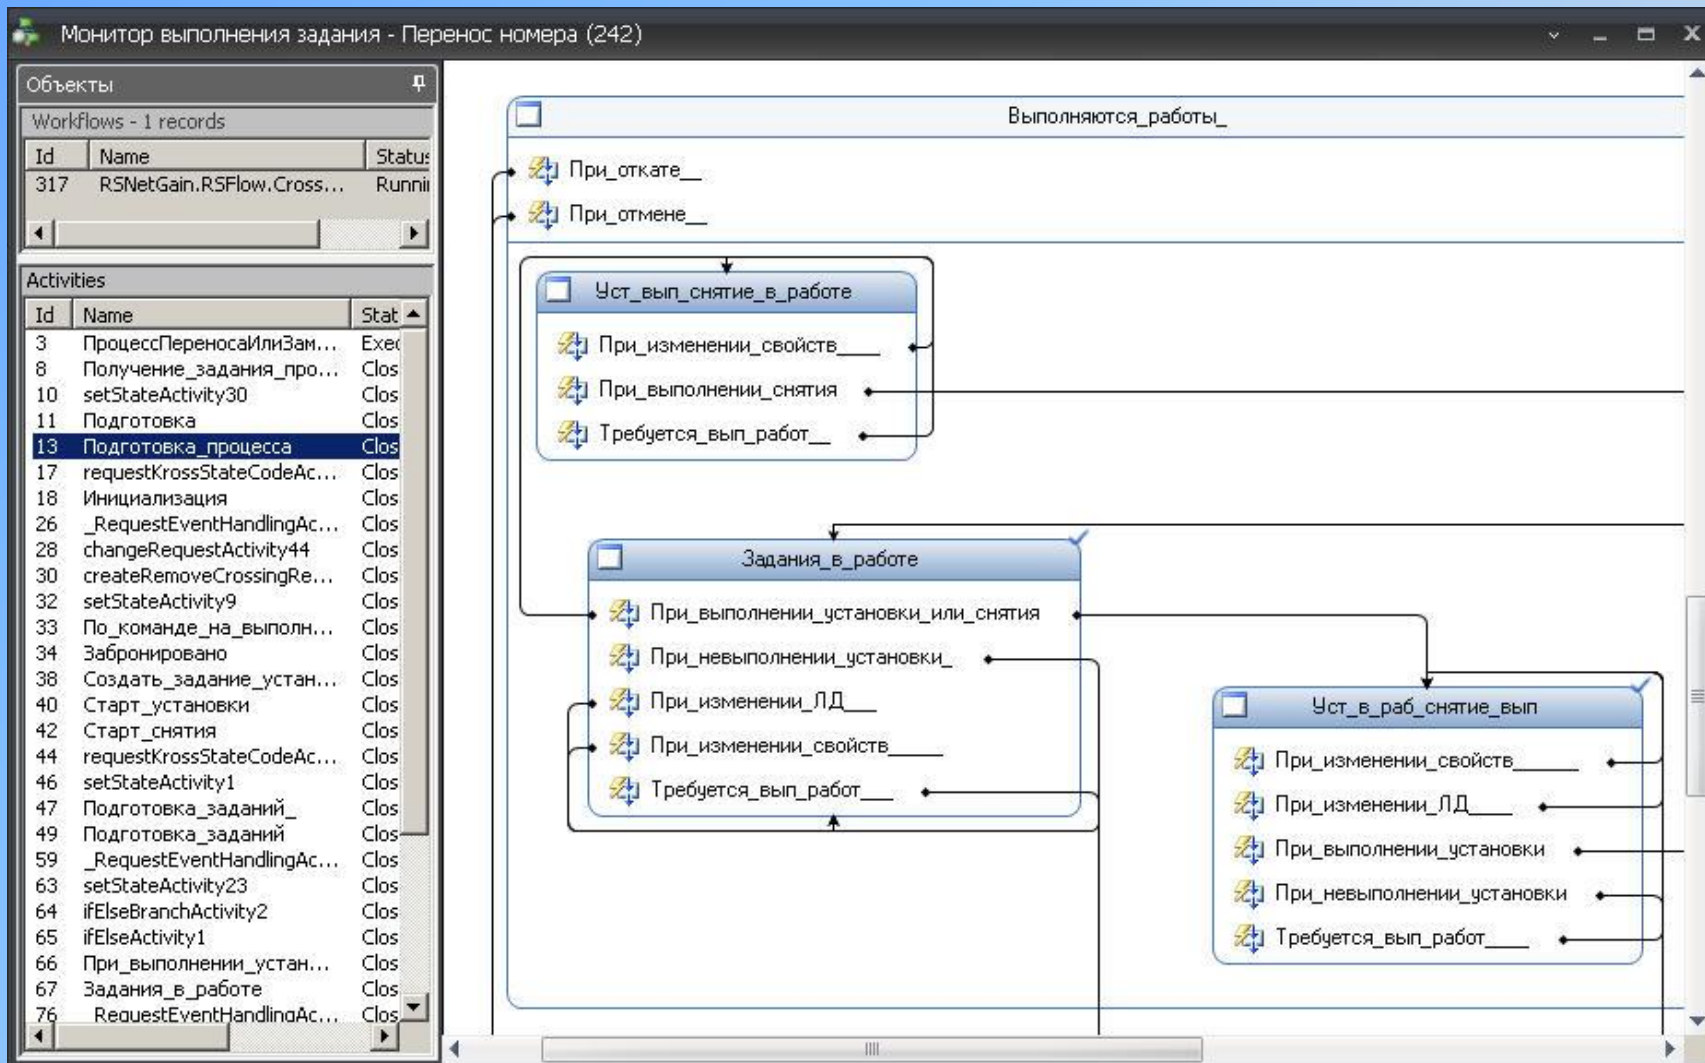 Монитор выполнения задания - Перенос номера (242)
Объекты
Workflows - 1 records
Id Name Status
317 RSNetGain.RSFlow.Cross... Runni
Activities
Id Name Stat
3 ПроцессПереносаИлиЗам... Exec
8 Получение_задания_про... Clos
10 setStateActivity30 Clos
11 Подготовка Clos
13 Подготовка_процесса Clos
17 requestKrossStateCodeAc... Clos
18 Инициализация Clos
26 _RequestEventHandlingAc... Clos
28 changeRequestActivity44 Clos
30 createRemoveCrossingRe... Clos
32 setStateActivity9 Clos
33 По_команде_на_выполн... Clos
34 Забронировано Clos
38 Создать_задание_устан... Clos
40 Старт_установки Clos
42 Старт_снятия Clos
44 requestKrossStateCodeAc... Clos
46 setStateActivity1 Clos
47 Подготовка_заданий_ Clos
49 Подготовка_заданий Clos
59 _RequestEventHandlingAc... Clos
63 setStateActivity23 Clos
64 ifElseBranchActivity2 Clos
65 ifElseActivity1 Clos
66 При_выполнении_устан... Clos
67 Задания_в_работе Clos
76 _RequestEventHandlingAc... Clos
Выполняются_работы_
При_откате__
При_отмене__
Уст_вып_снятие_в_работе
При_изменении_свойств____
При_выполнении_снятия
Требуется_вып_работ__
Задания_в_работе
При_выполнении_установки_или_снятия
При_невыполнении_установки_
При_изменении_ЛД___
При_изменении_свойств_____
Требуется_вып_работ___
Уст_в_раб_снятие_вып
При_изменении_свойств______
При_изменении_ЛД____
При_выполнении_установки
При_невыполнении_установки
Требуется_вып_работ____